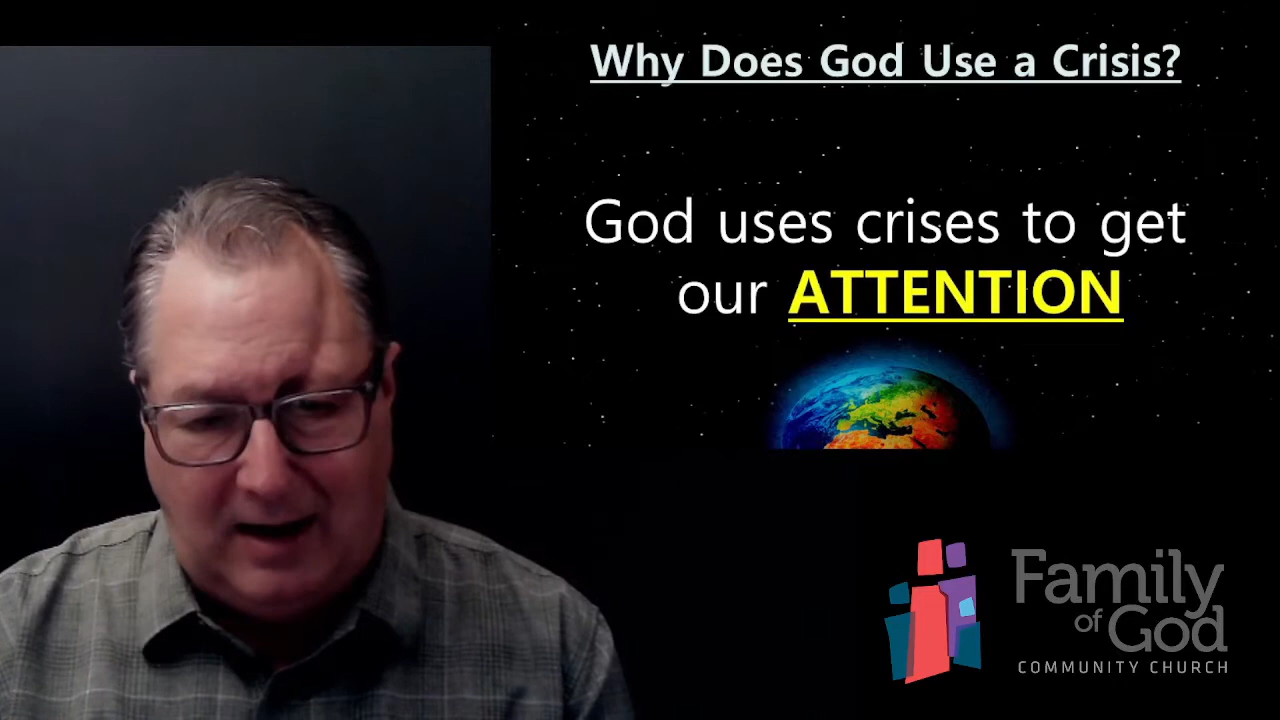 Why Does God Use a Crisis?
God uses crises to get
our ATTENTION
Family
of God
COMMUNITY CHURCH